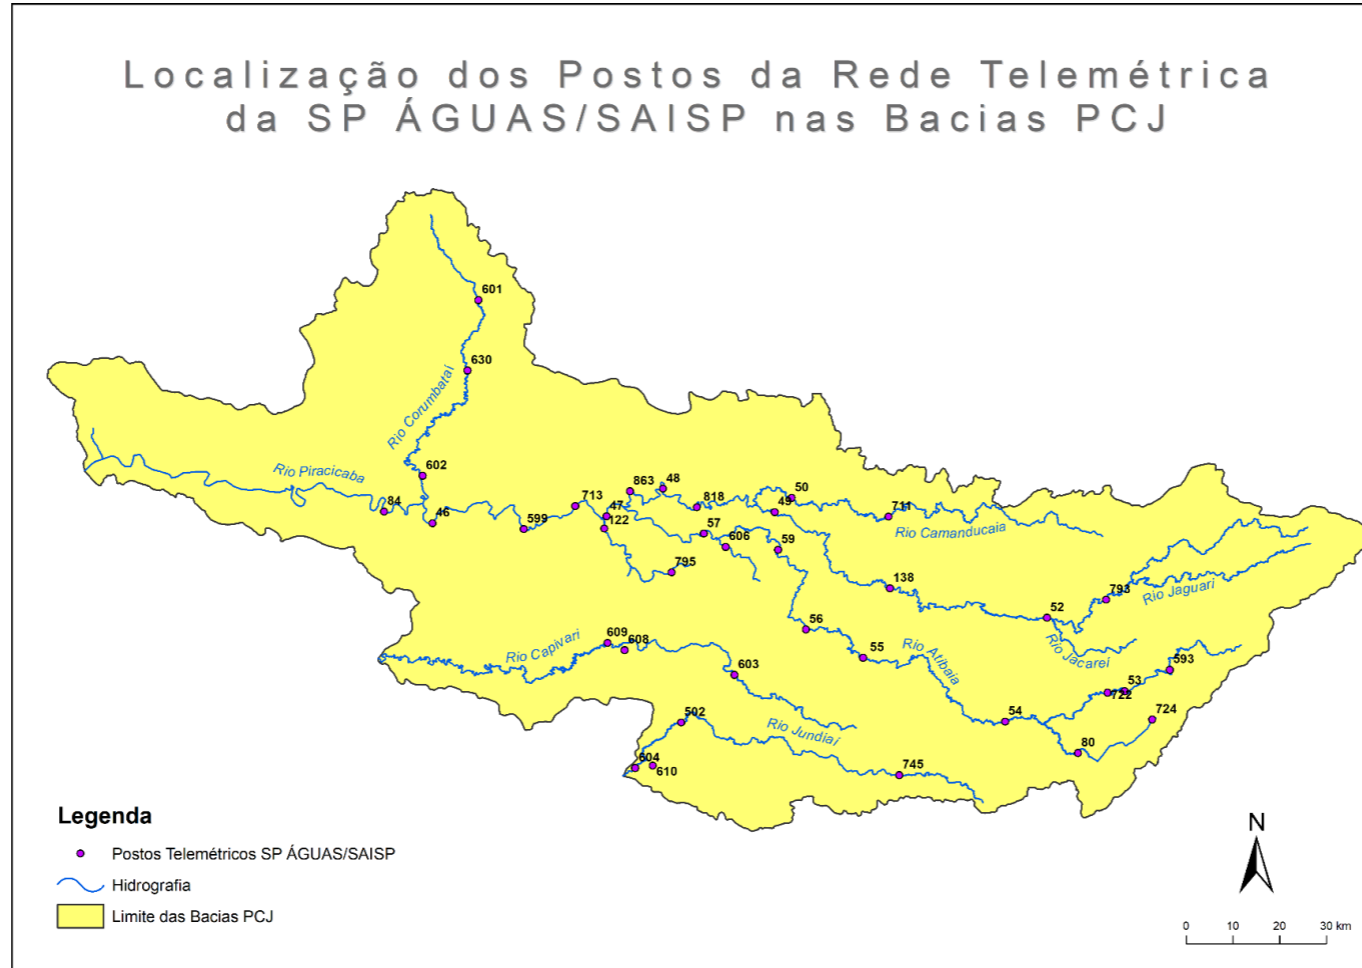 Localização dos Postos da Rede Telemétrica
da SP ÁGUAS/SAISP nas Bacias PCJ
601
630
Rio Corumbataí
602
Rio Piracicaba
84
46
599
713
47
122
863
48
818
50
49
711
Rio Camanducaia
57
606
59
795
138
52
793
Rio Jaguari
Rio Jacareí
56
55
Rio Atibaia
593
53
722
724
54
80
609
608
Rio Capivari
603
502
Rio Jundiaí
604
610
745
Legenda
Postos Telemétricos SP ÁGUAS/SAISP
Hidrografia
Limite das Bacias PCJ
N
0 10 20 30 km